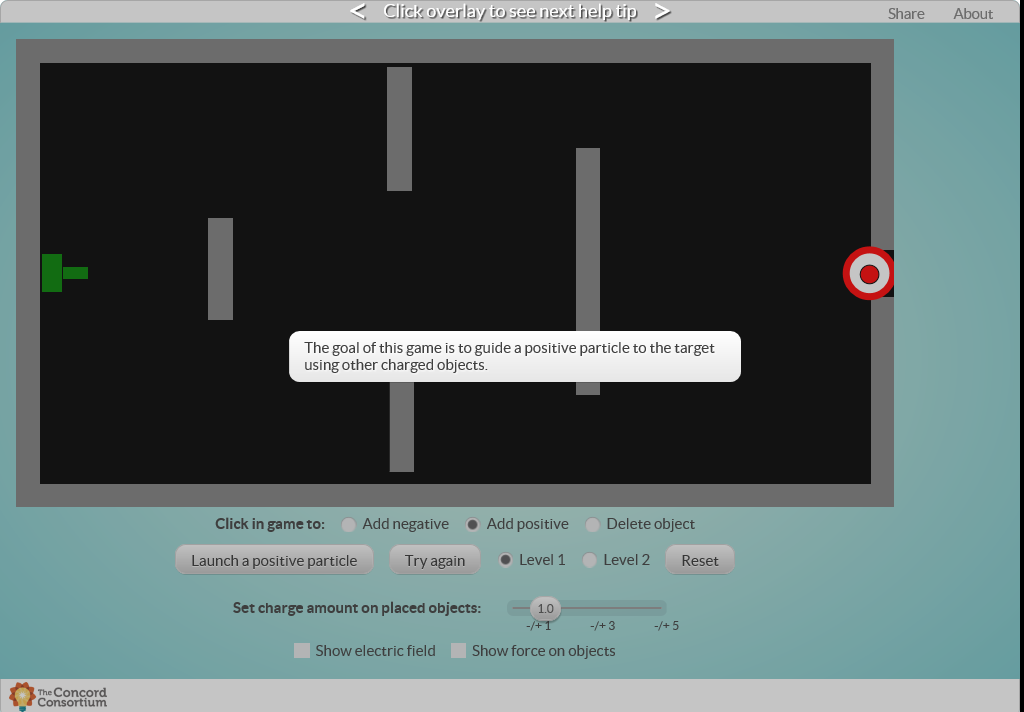 < Click overlay to see next help tip >
Share About
The goal of this game is to guide a positive particle to the target
using other charged objects.
Click in game to: Add negative Add positive Delete object
Launch a positive particle Try again Level 1 Level 2 Reset
Set charge amount on placed objects: 1.0
-/+ 1 -/+ 3 -/+ 5
Show electric field Show force on objects
The Concord
Consortium